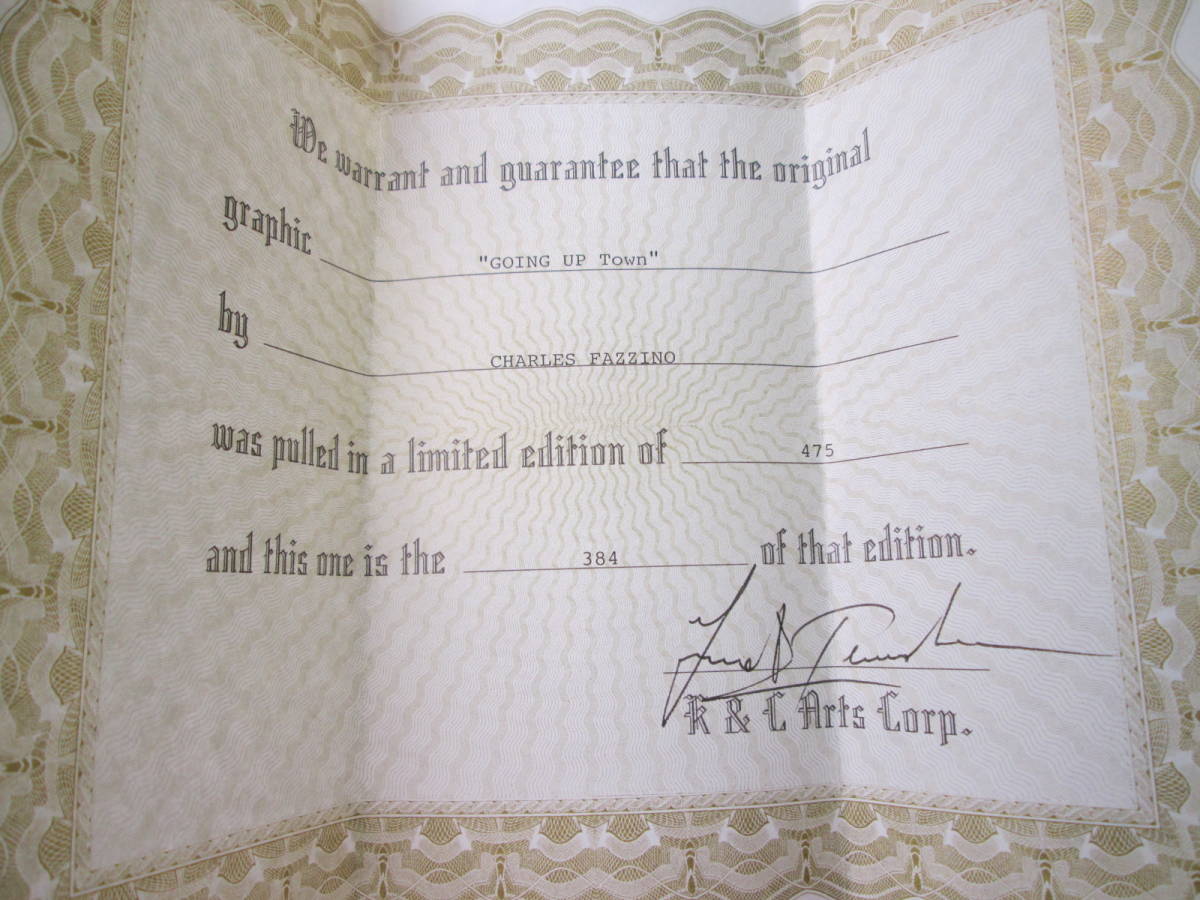 We warrant and guarantee that the original
graphic "GOING UP Town"
by CHARLES FAZZINO
was pulled in a limited edition of 475
and this one is the 384 of that edition.
R & C Arts Corp.